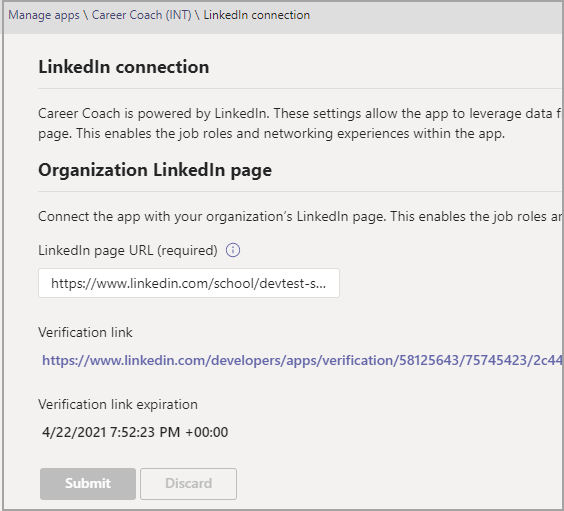 Manage apps \ Career Coach (INT) \ LinkedIn connection
LinkedIn connection
Career Coach is powered by LinkedIn. These settings allow the app to leverage data f
page. This enables the job roles and networking experiences within the app.
Organization LinkedIn page
Connect the app with your organization's LinkedIn page. This enables the job roles ar
LinkedIn page URL (required)
https://www.linkedin.com/school/devtest-s...
Verification link
https://www.linkedin.com/developers/apps/verification/58125643/75745423/2c44
Verification link expiration
4/22/2021 7:52:23 PM +00:00
Submit Discard